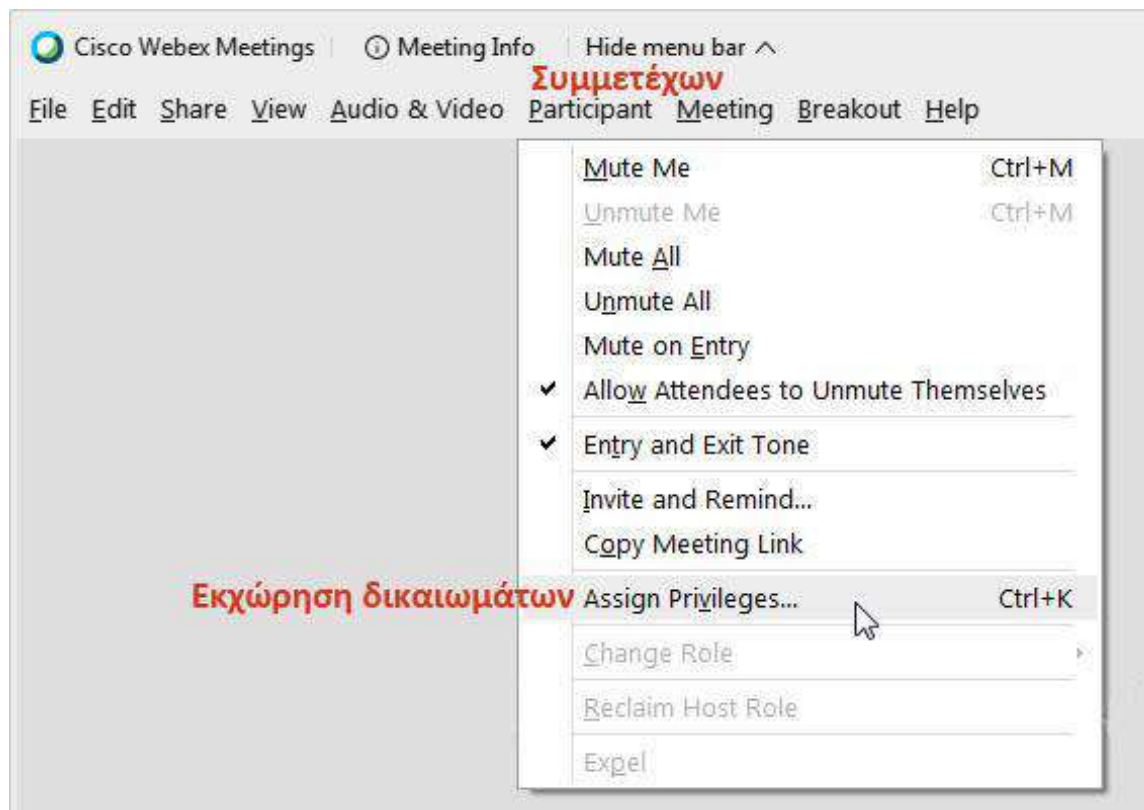 Cisco Webex Meetings Meeting Info Hide menu bar
Συμμετέχων
File Edit Share View Audio & Video Participant Meeting Breakout Help
Mute Me Ctrl+M
Unmute Me Ctrl+M
Mute All
Unmute All
Mute on Entry
Allow Attendees to Unmute Themselves
Entry and Exit Tone
Invite and Remind...
Copy Meeting Link
Εκχώρηση δικαιωμάτων Assign Privileges... Ctrl+K
Change Role
Reclaim Host Role
Expel